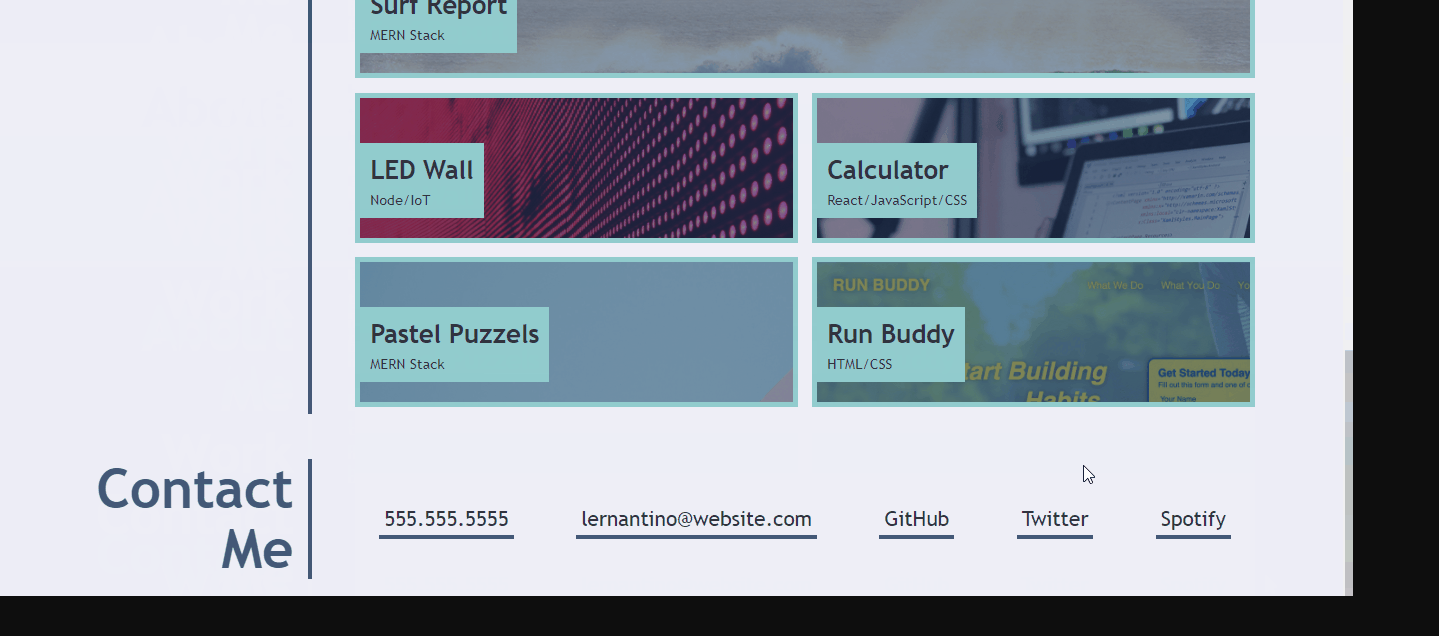 Surf Report
MERN Stack
LED Wall
Node/IoT
Calculator
React/JavaScript/CSS
Pastel Puzzels
MERN Stack
RUN BUDDY
What We Do What You Do Yo
Run Buddy
HTML/CSS
tart Building
Habits
Get Started Today
Fill out this form and one of o
Your Name
Contact
Me
555.555.5555
lernantino@website.com
GitHub
Twitter
Spotify